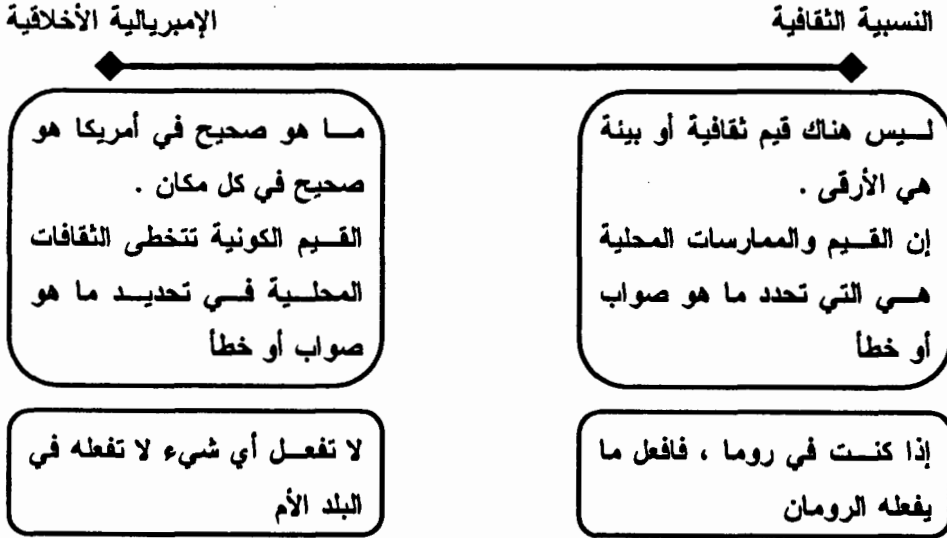 النسبية الثقافية
الإمبريالية الأخلاقية
ليس هناك قيم ثقافية أو بيئة
هي الأرقى .
إن القيم والممارسات المحلية
هي التي تحدد ما هو صواب
أو خطأ
ما هو صحيح في أمريكا هو
صحيح في كل مكان .
القيم الكونية تتخطى الثقافات
المحلية في تحديد ما هو
صواب أو خطأ
إذا كنت في روما ، فافعل ما
يفعله الرومان
لا تفعل أي شيء لا تفعله في
البلد الأم